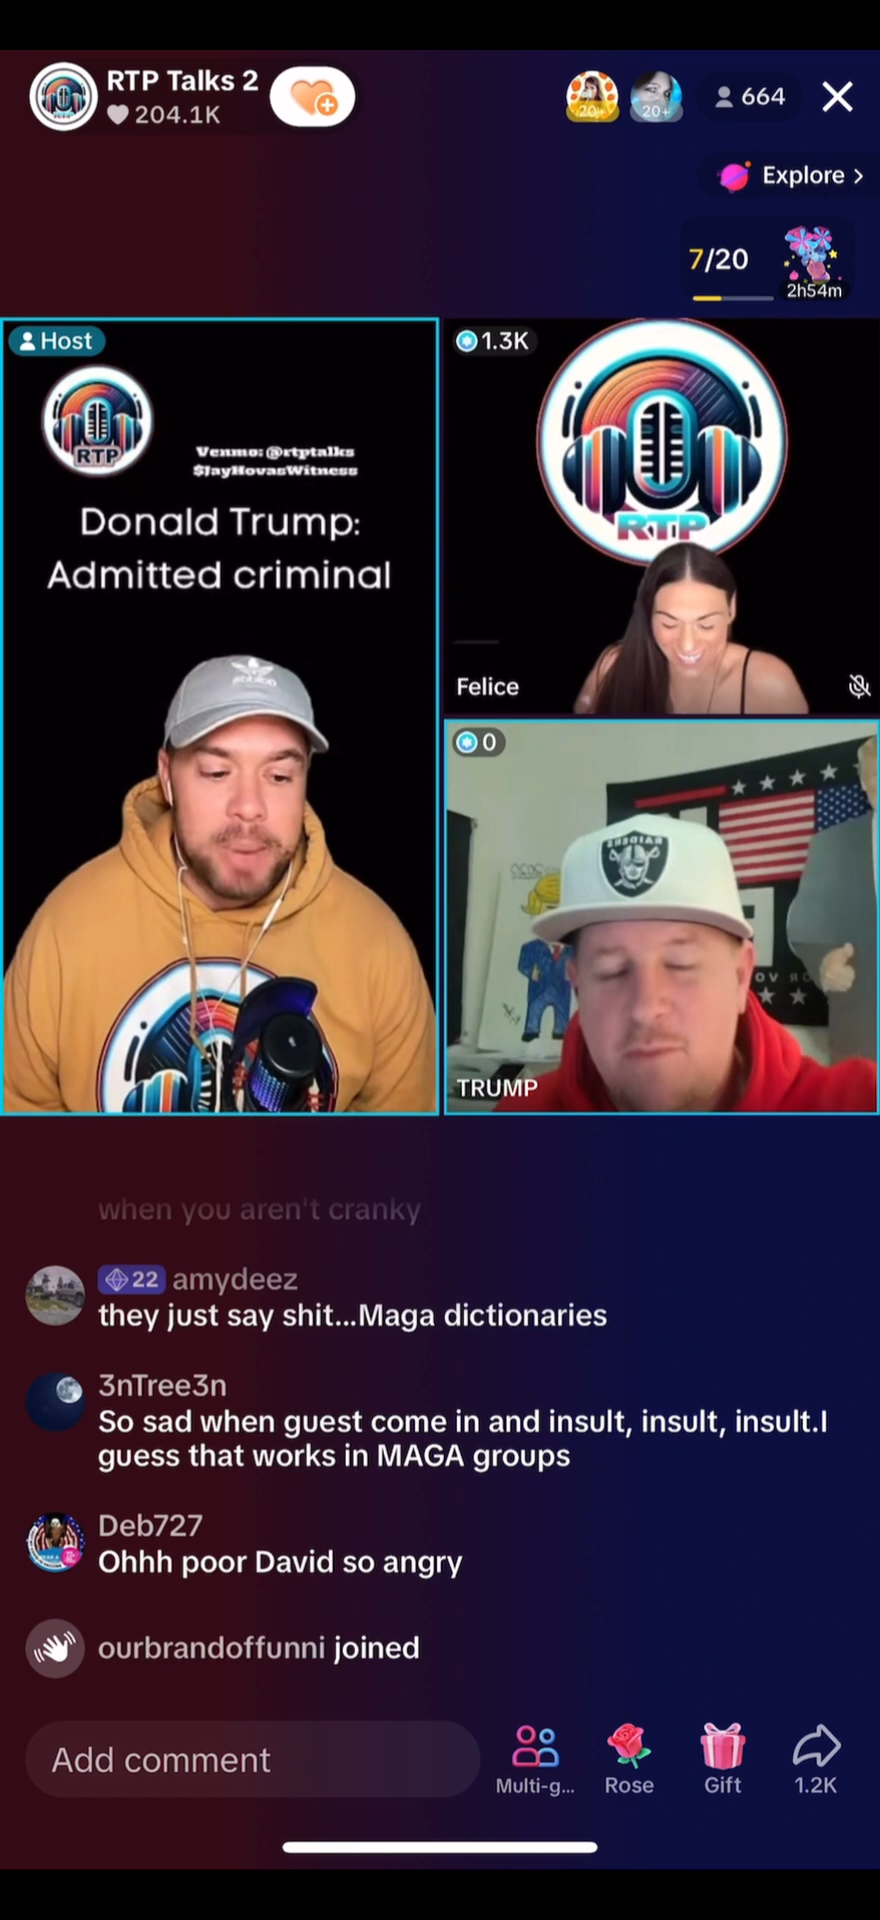 RTP Talks 2
204.1K
20+
20+
664
Explore >
7/20
2h54m
Host
RTP
Venmo: @rtptalks
$JayHovasWitness
Donald Trump:
Admitted criminal
1.3K
RTP
Felice
0
RAIDERS
TRUMP
when you aren't cranky
22 amydeez
they just say shit...Maga dictionaries
3nTree3n
So sad when guest come in and insult, insult, insult.I
guess that works in MAGA groups
Deb727
Ohhh poor David so angry
ourbrandoffunni joined
Add comment
Multi-g...
Rose
Gift
1.2K